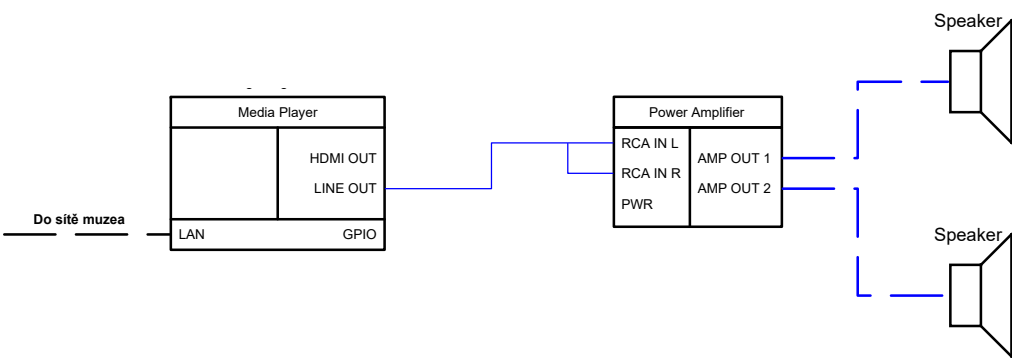 Speaker
Media Player
Power Amplifier
HDMI OUT
LINE OUT
RCA IN L
RCA IN R
PWR
AMP OUT 1
AMP OUT 2
Do sítě muzea
LAN
GPIO
Speaker